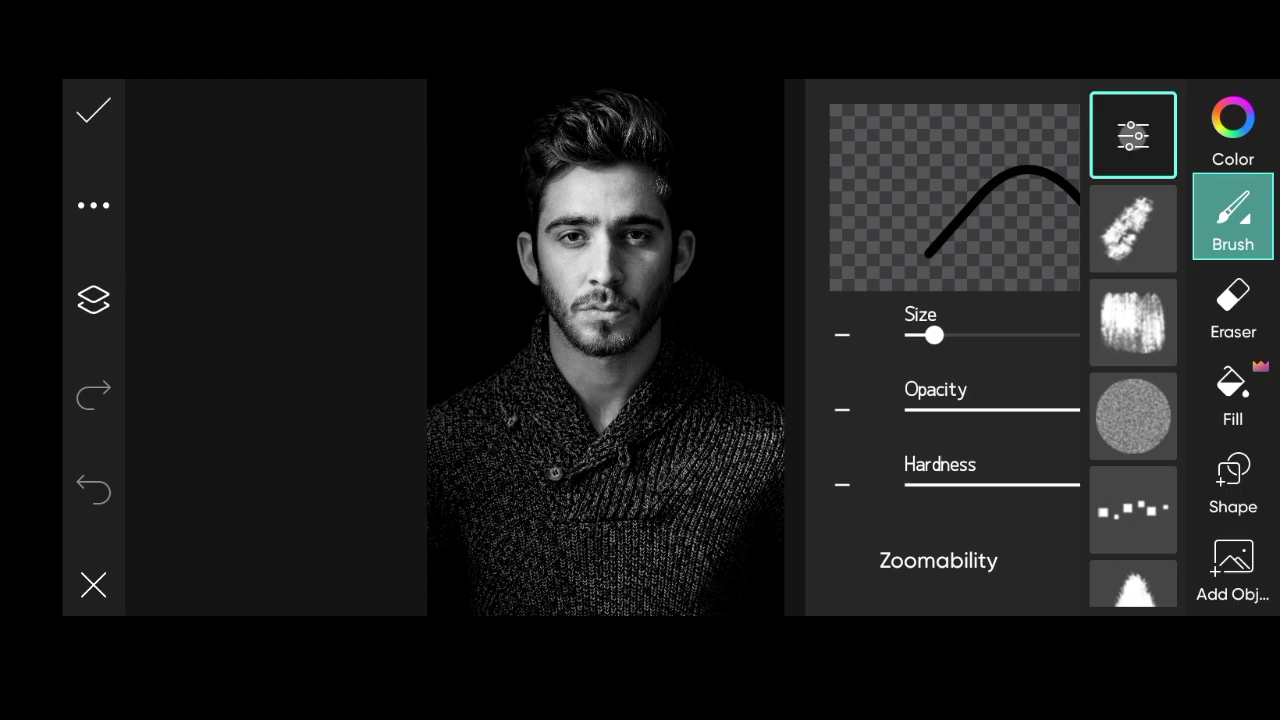 Size
Opacity
Hardness
Zoomability
Color
Brush
Eraser
Fill
Shape
Add Obj...